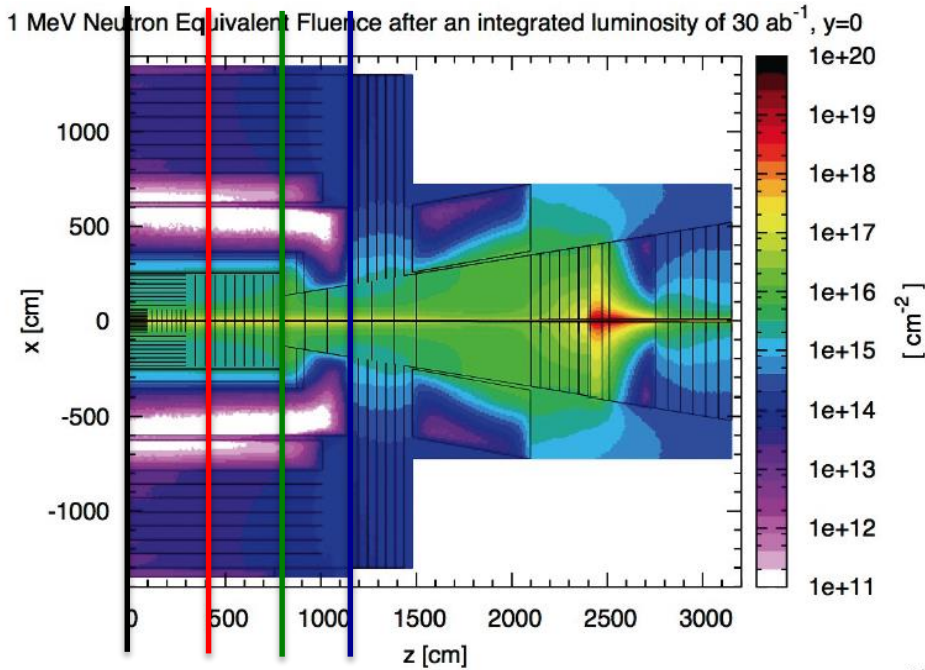 1 MeV Neutron Equivalent Fluence after an integrated luminosity of 30 ab⁻¹, y=0
1000
500
0
-500
-1000
x [cm]
0
500
1000
1500
2000
2500
3000
z [cm]
1e+20
1e+19
1e+18
1e+17
1e+16
1e+15
1e+14
1e+13
1e+12
1e+11
[ cm⁻² ]